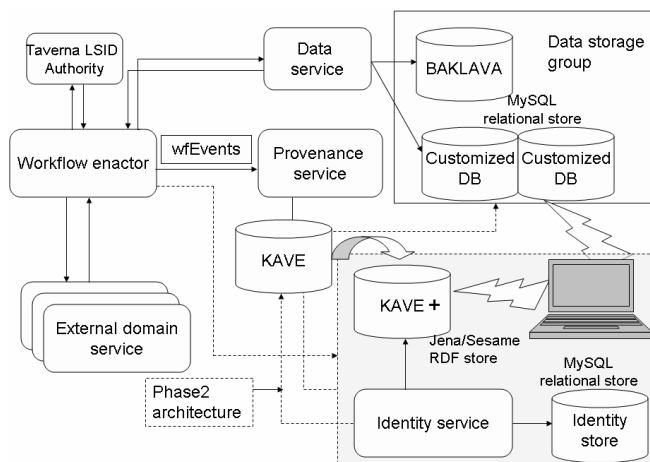 Taverna LSID
Authority
Data
service
BAKLAVA
Data storage
group
MySQL
relational store
Customized
DB
Customized
DB
Workflow enactor
wfEvents
Provenance
service
KAVE
KAVE +
Jena/Sesame
RDF store
External domain
service
Phase2
architecture
Identity service
MySQL
relational store
Identity
store